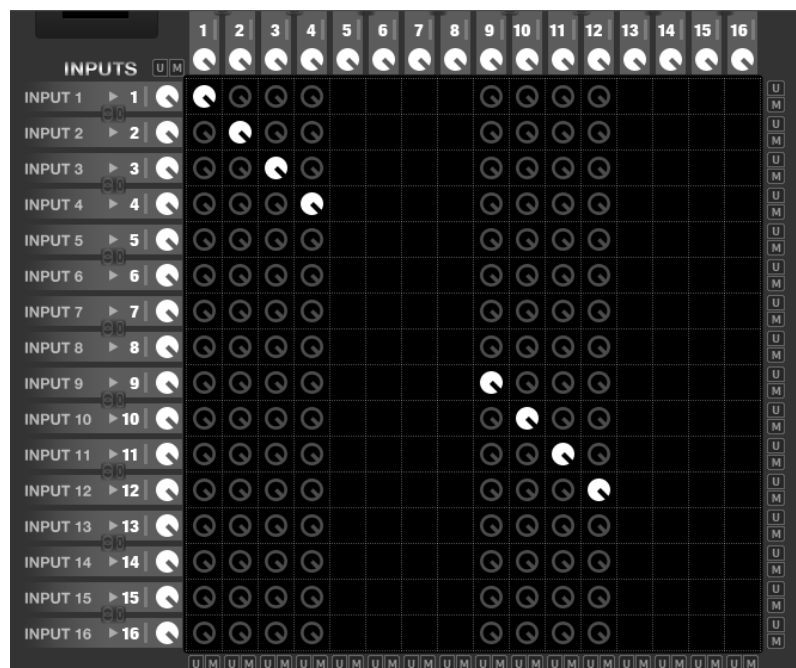 1 2 3 4 5 6 7 8 9 10 11 12 13 14 15 16
INPUTS U M
INPUT 1 1 U M
INPUT 2 2 U M
INPUT 3 3 U M
INPUT 4 4 U M
INPUT 5 5 U M
INPUT 6 6 U M
INPUT 7 7 U M
INPUT 8 8 U M
INPUT 9 9 U M
INPUT 10 10 U M
INPUT 11 11 U M
INPUT 12 12 U M
INPUT 13 13 U M
INPUT 14 14 U M
INPUT 15 15 U M
INPUT 16 16 U M
U M U M U M U M U M U M U M U M U M U M U M U M U M U M U M U M